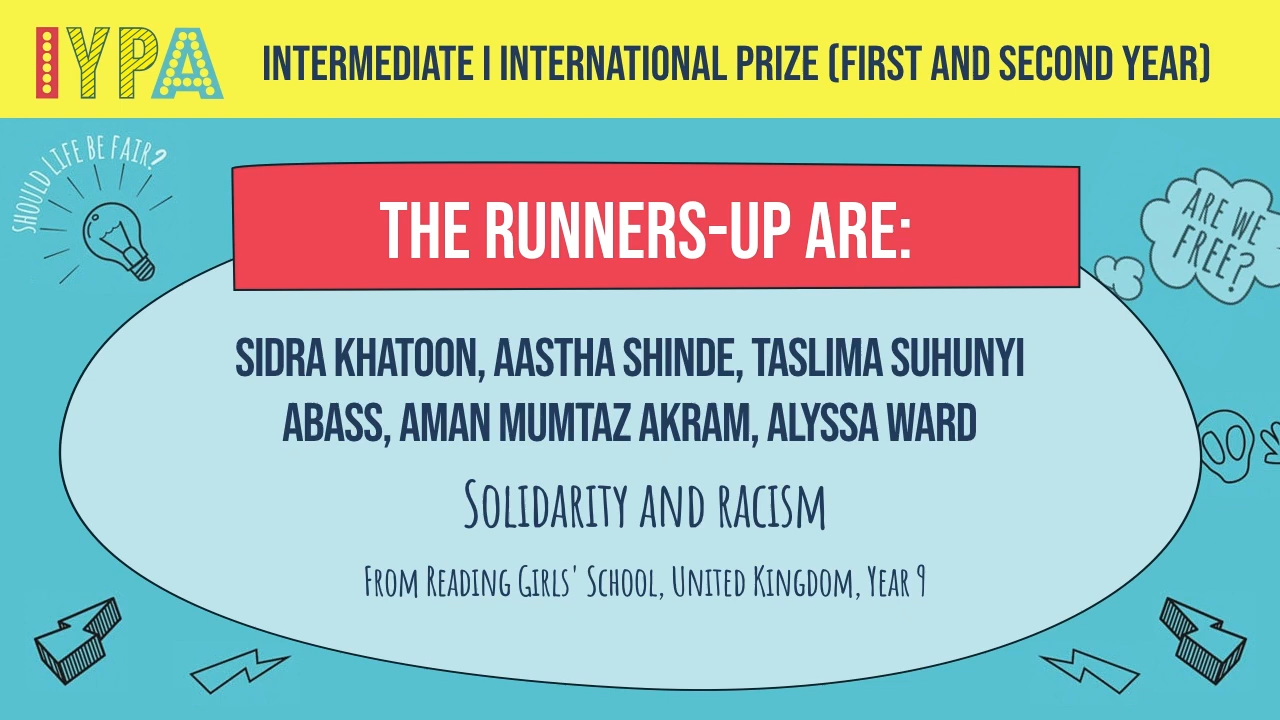 IYPA
INTERMEDIATE I INTERNATIONAL PRIZE (FIRST AND SECOND YEAR)
SHOULD LIFE BE FAIR?
THE RUNNERS-UP ARE:
ARE WE
FREE?
SIDRA KHATOON, AASTHA SHINDE, TASLIMA SUHUNYI
ABASS, AMAN MUMTAZ AKRAM, ALYSSA WARD
Solidarity and racism
From Reading Girls' School, United Kingdom, Year 9